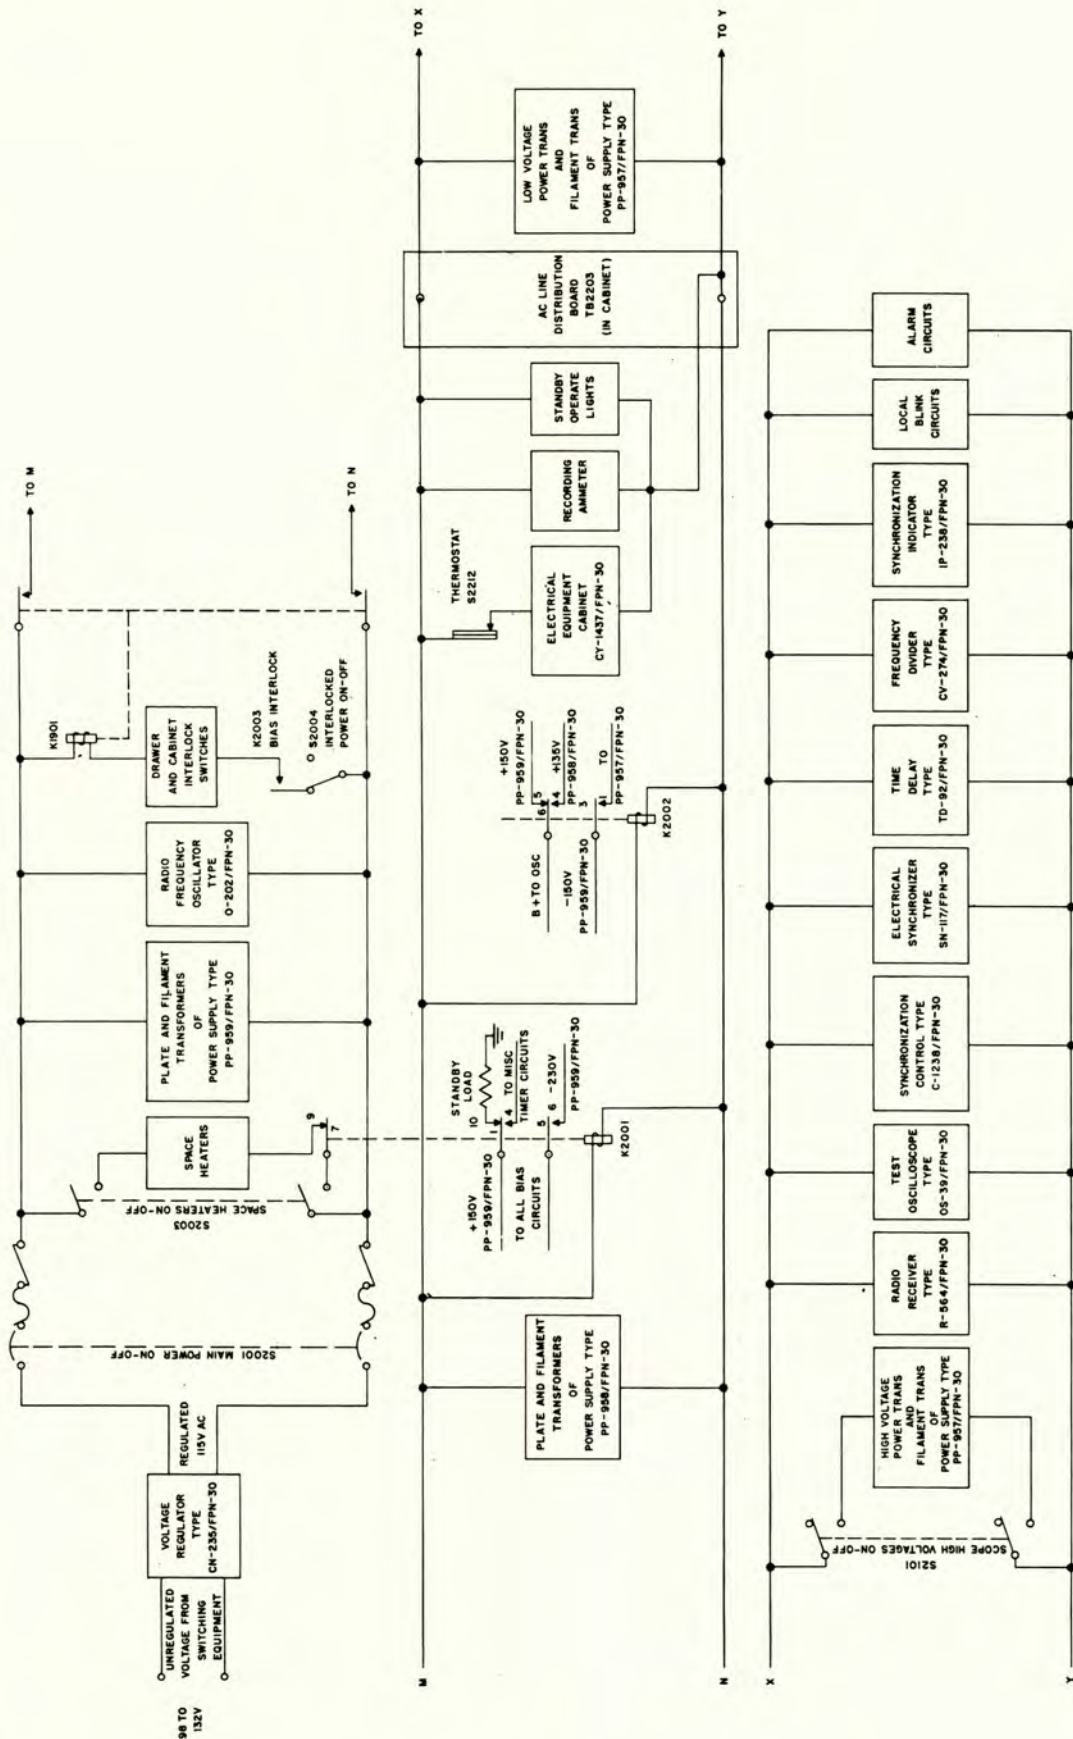 98 TO
132V
UNREGULATED
VOLTAGE FROM
SWITCHING
EQUIPMENT
VOLTAGE
REGULATOR
TYPE
CN-235/FPN-30
REGULATED
115V AC
S2001 MAIN POWER ON-OFF
S2003
SPACE HEATERS ON-OFF
SPACE
HEATERS
9
7
PLATE AND FILAMENT
TRANSFORMERS
OF
POWER SUPPLY TYPE
PP-959/FPN-30
RADIO
FREQUENCY
OSCILLATOR
TYPE
O-202/FPN-30
K1901
DRAWER
AND CABINET
INTERLOCK
SWITCHES
K2003
BIAS INTERLOCK
S2004
INTERLOCKED
POWER ON-OFF
TO M
TO N
M
N
PLATE AND FILAMENT
TRANSFORMERS
OF
POWER SUPPLY TYPE
PP-958/FPN-30
+150V
PP-959/FPN-30
TO ALL BIAS
CIRCUITS
STANDBY
LOAD
10
1
4 TO MISC
TIMER CIRCUITS
5
6 -230V
PP-959/FPN-30
K2001
B+ TO OSC
-150V
PP-959/FPN-30
+150V
PP-959/FPN-30
5
6
4 +135V
PP-958/FPN-30
3
1 TO
PP-957/FPN-30
K2002
THERMOSTAT
S2212
ELECTRICAL
EQUIPMENT
CABINET
CY-1437/FPN-30
RECORDING
AMMETER
STANDBY
OPERATE
LIGHTS
AC LINE
DISTRIBUTION
BOARD
TB2203
(IN CABINET)
LOW VOLTAGE
POWER TRANS
AND
FILAMENT TRANS
OF
POWER SUPPLY TYPE
PP-957/FPN-30
TO X
TO Y
X
Y
S2101
SCOPE HIGH VOLTAGES ON-OFF
HIGH VOLTAGE
POWER TRANS
AND
FILAMENT TRANS
OF
POWER SUPPLY TYPE
PP-957/FPN-30
RADIO
RECEIVER
TYPE
R-564/FPN-30
TEST
OSCILLOSCOPE
TYPE
OS-39/FPN-30
SYNCHRONIZATION
CONTROL TYPE
C-1238/FPN-30
ELECTRICAL
SYNCHRONIZER
TYPE
SN-117/FPN-30
TIME
DELAY
TYPE
TD-92/FPN-30
FREQUENCY
DIVIDER
TYPE
CV-274/FPN-30
SYNCHRONIZATION
INDICATOR
TYPE
IP-238/FPN-30
LOCAL
BLINK
CIRCUITS
ALARM
CIRCUITS